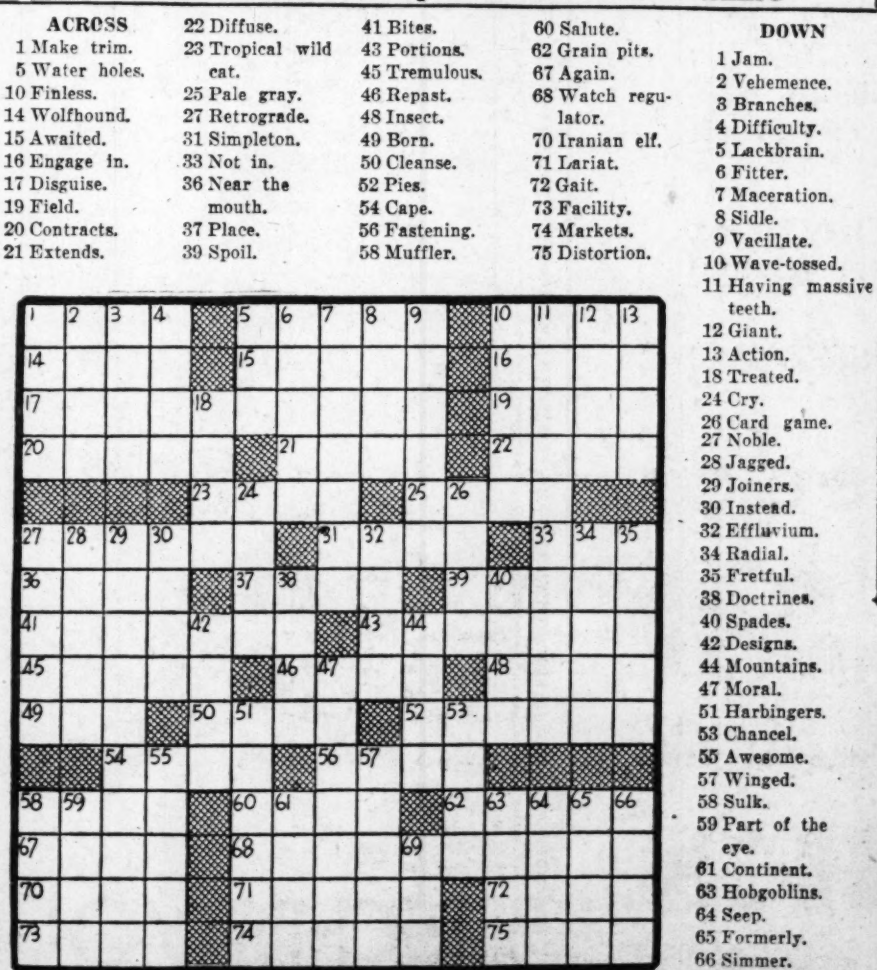 ACROSS
1 Make trim.
5 Water holes.
10 Finless.
14 Wolfhound.
15 Awaited.
16 Engage in.
17 Disguise.
19 Field.
20 Contracts.
21 Extends.
22 Diffuse.
23 Tropical wild
cat.
25 Pale gray.
27 Retrograde.
31 Simpleton.
33 Not in.
36 Near the
mouth.
37 Place.
39 Spoil.
41 Bites.
43 Portions.
45 Tremulous.
46 Repast.
48 Insect.
49 Born.
50 Cleanse.
52 Pies.
54 Cape.
56 Fastening.
58 Muffler.
60 Salute.
62 Grain pits.
67 Again.
68 Watch regu-
lator.
70 Iranian elf.
71 Lariat.
72 Gait.
73 Facility.
74 Markets.
75 Distortion.
DOWN
1 Jam.
2 Vehemence.
3 Branches.
4 Difficulty.
5 Lackbrain.
6 Fitter.
7 Maceration.
8 Sidle.
9 Vacillate.
10 Wave-tossed.
11 Having massive
teeth.
12 Giant.
13 Action.
18 Treated.
24 Cry.
26 Card game.
27 Noble.
28 Jagged.
29 Joiners.
30 Instead.
32 Effluvium.
34 Radial.
35 Fretful.
38 Doctrines.
40 Spades.
42 Designs.
44 Mountains.
47 Moral.
51 Harbingers.
53 Chancel.
55 Awesome.
57 Winged.
58 Sulk.
59 Part of the
eye.
61 Continent.
63 Hobgoblins.
64 Seep.
65 Formerly.
66 Simmer.
1 2 3 4 5 6 7 8 9 10 11 12 13
14 15 16
17 18 19
20 21 22
23 24 25 26
27 28 29 30 31 32 33 34 35
36 37 38 39 40
41 42 43 44
45 46 47 48
49 50 51 52 53
54 55 56 57
58 59 60 61 62 63 64 65 66
67 68 69
70 71 72
73 74 75